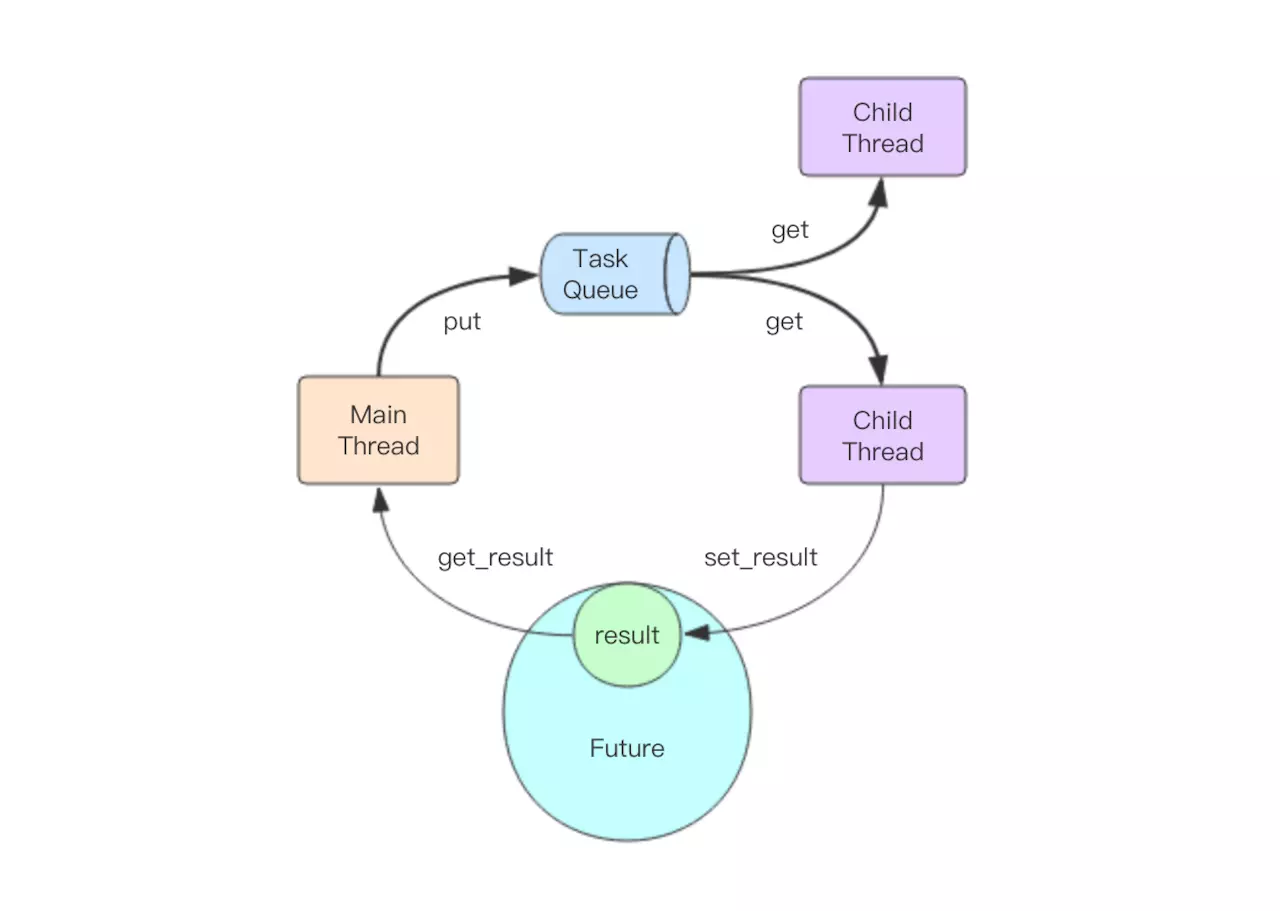 Child
Thread
get
Task
Queue
put
get
Main
Thread
Child
Thread
get_result
set_result
result
Future